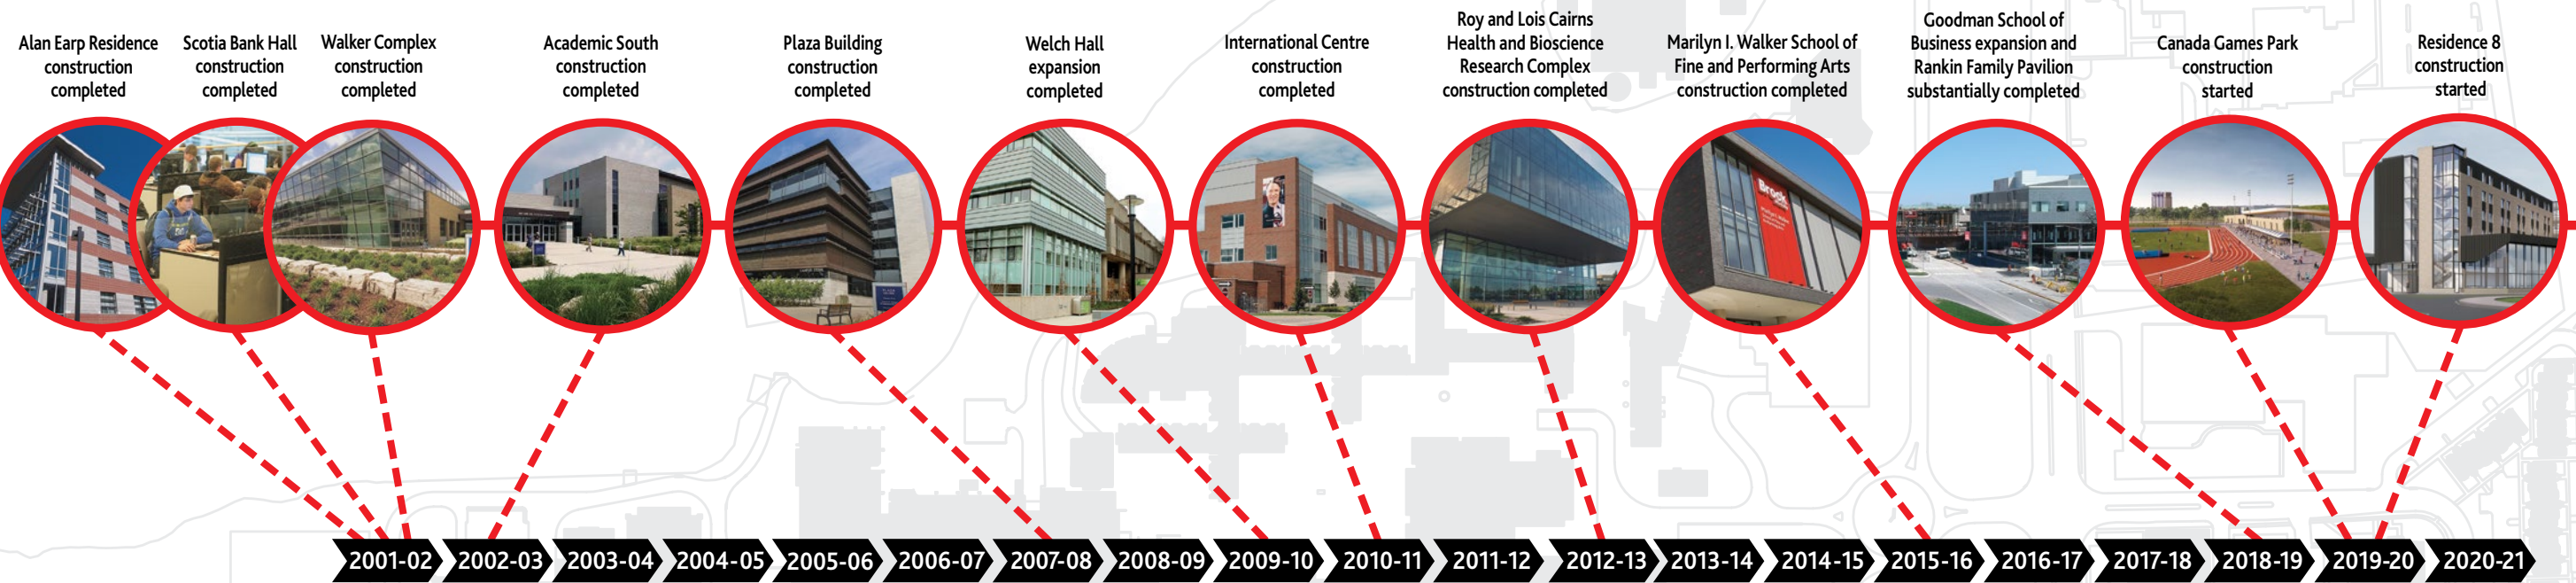 Alan Earp Residence
construction
completed
Scotia Bank Hall
construction
completed
Walker Complex
construction
completed
Academic South
construction
completed
Plaza Building
construction
completed
Welch Hall
expansion
completed
International Centre
construction
completed
Roy and Lois Cairns
Health and Bioscience
Research Complex
construction completed
Marilyn I. Walker School of
Fine and Performing Arts
construction completed
Goodman School of
Business expansion and
Rankin Family Pavilion
substantially completed
Canada Games Park
construction
started
Residence 8
construction
started
Brock
2001-02
2002-03
2003-04
2004-05
2005-06
2006-07
2007-08
2008-09
2009-10
2010-11
2011-12
2012-13
2013-14
2014-15
2015-16
2016-17
2017-18
2018-19
2019-20
2020-21